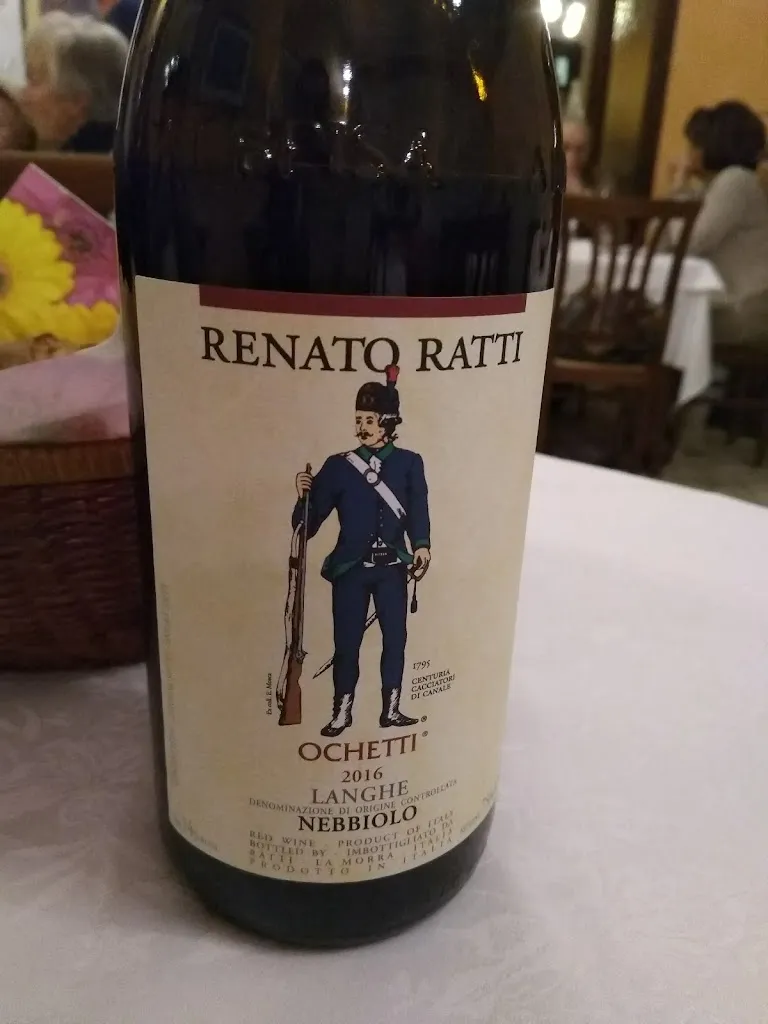 RENATO RATTI
1795
CENTURIA
CACCIATORI
DI CANALE
OCHETTI®
2016
LANGHE
DENOMINAZIONE DI ORIGINE CONTROLLATA
NEBBIOLO
RED WINE - PRODUCT OF ITALY
BOTTLED BY - IMBOTTIGLIATO DA
RATTI LA MORRA - ITALIA
PRODOTTO IN ITALIA